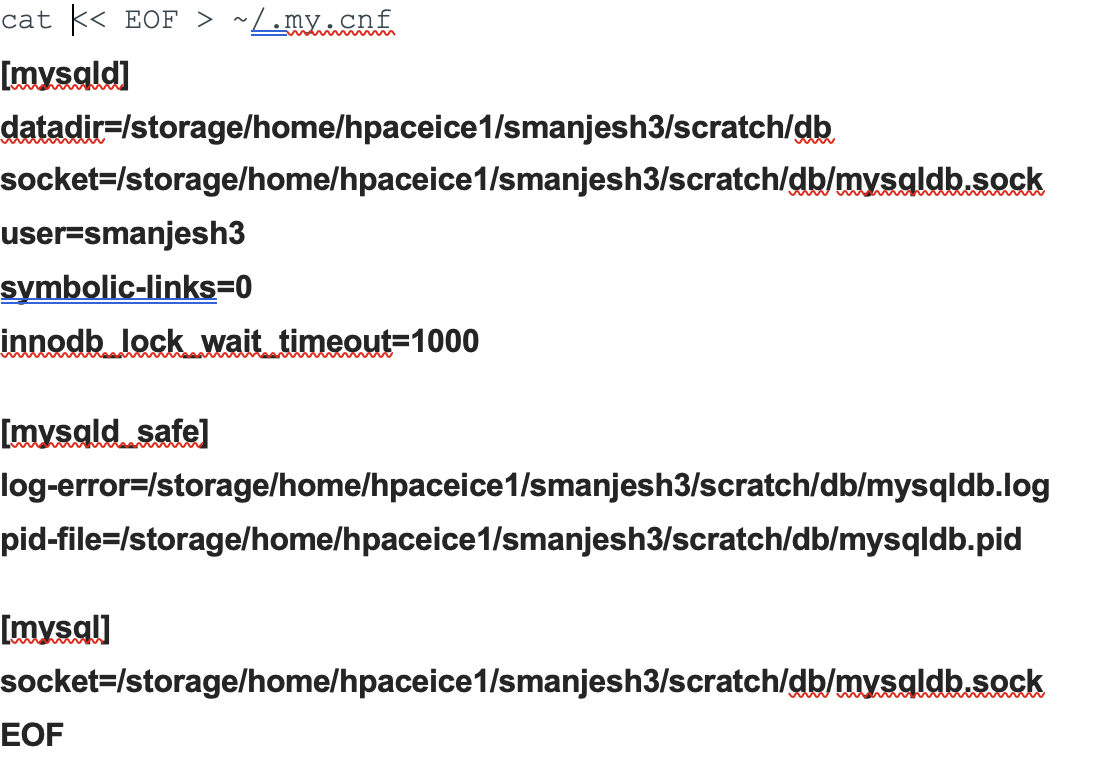 cat << EOF > ~/.my.cnf
[mysqld]
datadir=/storage/home/hpaceice1/smanjesh3/scratch/db
socket=/storage/home/hpaceice1/smanjesh3/scratch/db/mysqldb.sock
user=smanjesh3
symbolic-links=0
innodb_lock_wait_timeout=1000
[mysqld_safe]
log-error=/storage/home/hpaceice1/smanjesh3/scratch/db/mysqldb.log
pid-file=/storage/home/hpaceice1/smanjesh3/scratch/db/mysqldb.pid
[mysql]
socket=/storage/home/hpaceice1/smanjesh3/scratch/db/mysqldb.sock
EOF